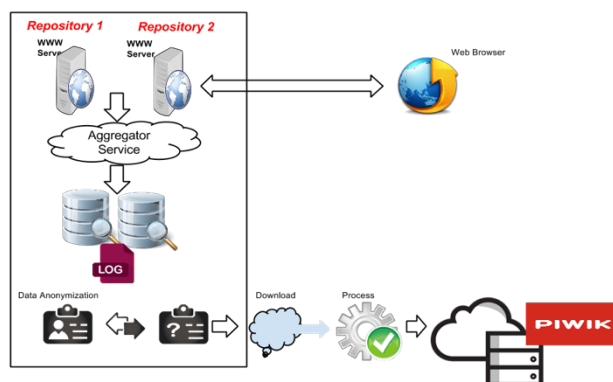 Repository 1
Repository 2
WWW
Server
WWW
Server
Web Browser
Aggregator
Service
LOG
Data Anonymization
?
Download
Process
PIWIK